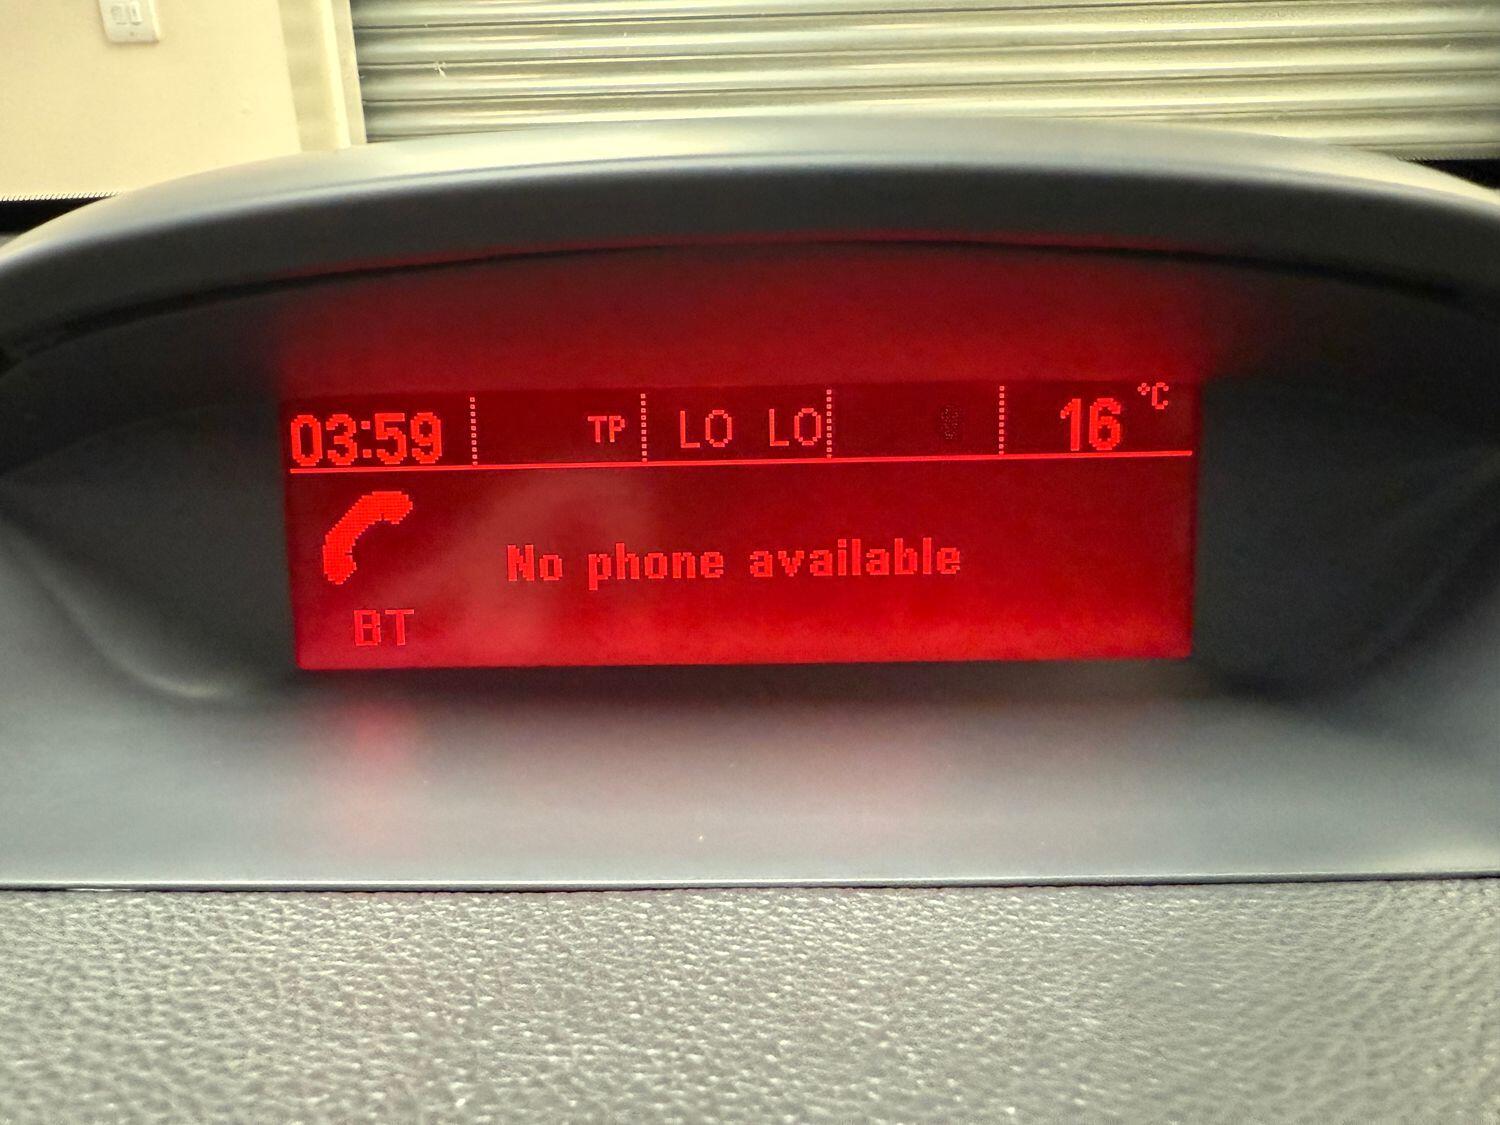 03:59 TP LO LO 16 °C
No phone available
BT